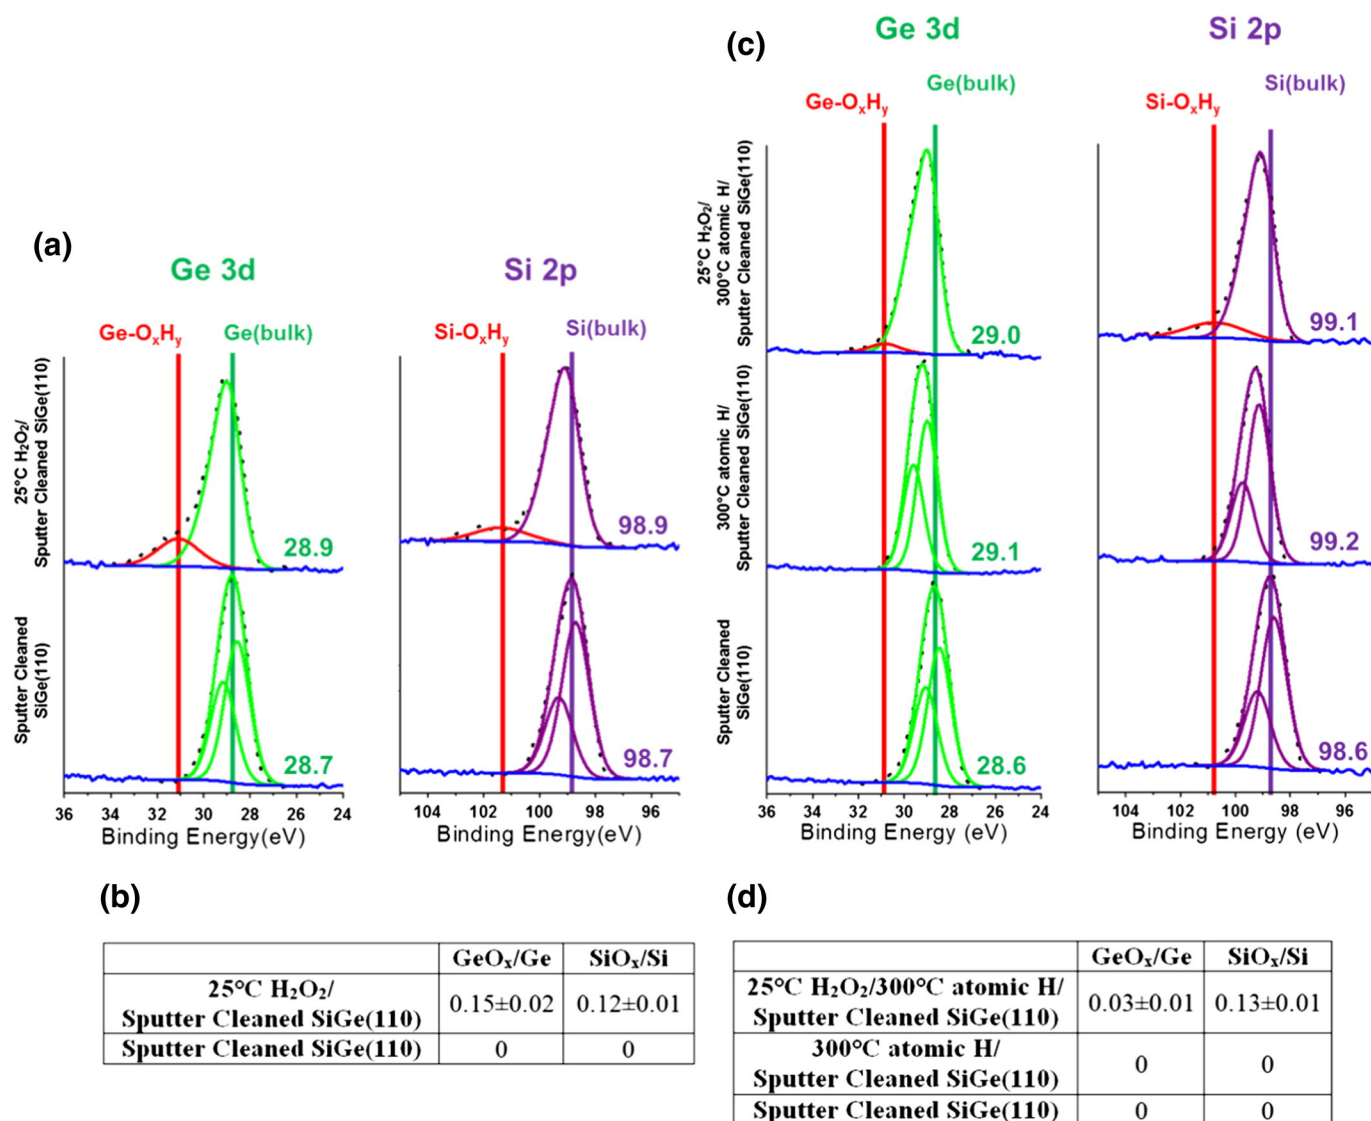 (a)
Ge 3d
Si 2p
Ge-OₓHᵧ
Ge(bulk)
Si-OₓHᵧ
Si(bulk)
25°C H₂O₂/
Sputter Cleaned SiGe(110)
28.9
98.9
Sputter Cleaned
SiGe(110)
28.7
98.7
36 32 30 28 24
104 102 100 98 96
Binding Energy(eV)
Binding Energy(eV)
(c)
Ge 3d
Si 2p
Ge-OₓHᵧ
Ge(bulk)
Si-OₓHᵧ
Si(bulk)
25°C H₂O₂/
300°C atomic H/
Sputter Cleaned SiGe(110)
29.0
99.1
300°C atomic H/
Sputter Cleaned SiGe(110)
29.1
99.2
Sputter Cleaned
SiGe(110)
28.6
98.6
36 32 30 28 24
104 102 100 98 96
Binding Energy (eV)
Binding Energy (eV)
(b)
GeOₓ/Ge SiOₓ/Si
25°C H₂O₂/
Sputter Cleaned SiGe(110) 0.15±0.02 0.12±0.01
Sputter Cleaned SiGe(110) 0 0
(d)
GeOₓ/Ge SiOₓ/Si
25°C H₂O₂/300°C atomic H/
Sputter Cleaned SiGe(110) 0.03±0.01 0.13±0.01
300°C atomic H/
Sputter Cleaned SiGe(110) 0 0
Sputter Cleaned SiGe(110) 0 0